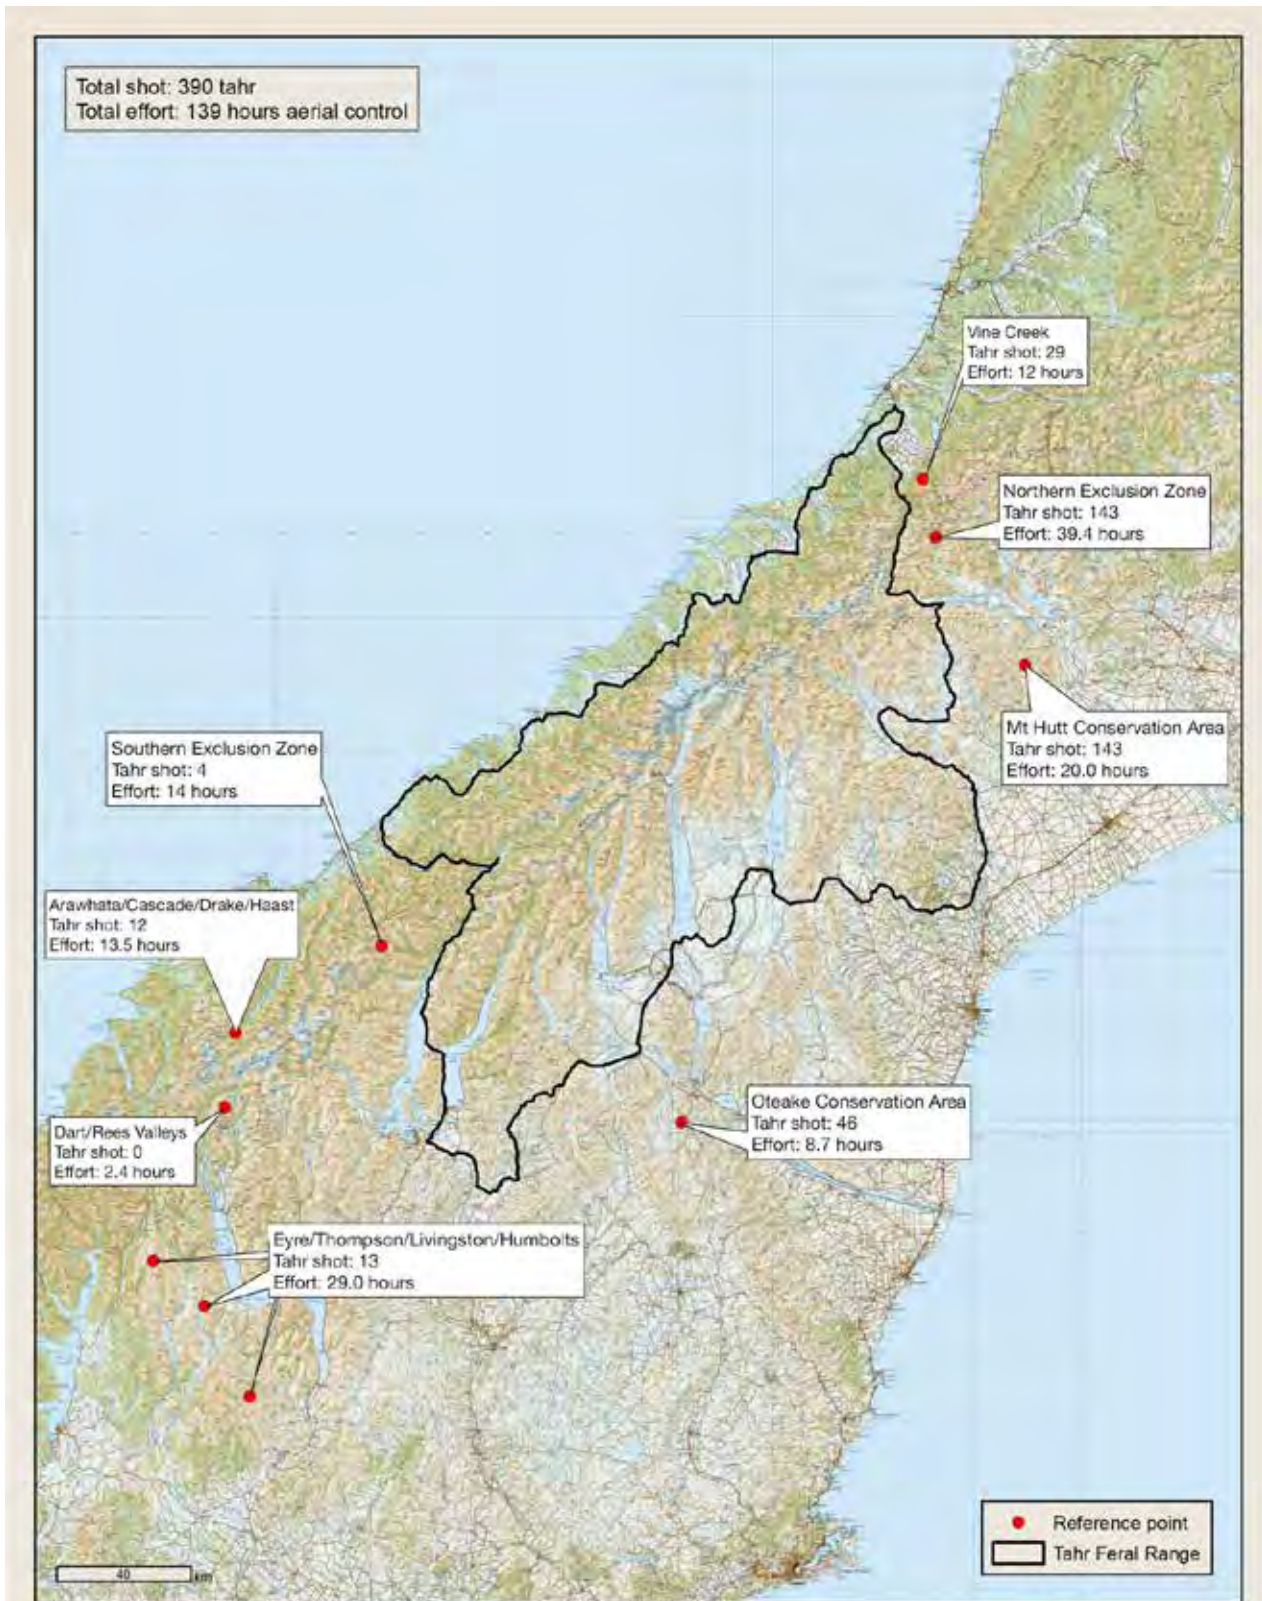 Total shot: 390 tahr
Total effort: 139 hours aerial control
Vine Creek
Tahr shot: 29
Effort: 12 hours
Northern Exclusion Zone
Tahr shot: 143
Effort: 39.4 hours
Mt Hutt Conservation Area
Tahr shot: 143
Effort: 20.0 hours
Southern Exclusion Zone
Tahr shot: 4
Effort: 14 hours
Arawhata/Cascade/Drake/Haast
Tahr shot: 12
Effort: 13.5 hours
Dart/Rees Valleys
Tahr shot: 0
Effort: 2.4 hours
Oteake Conservation Area
Tahr shot: 46
Effort: 8.7 hours
Eyre/Thompson/Livingston/Humbolts
Tahr shot: 13
Effort: 29.0 hours
Reference point
Tahr Feral Range
40
km